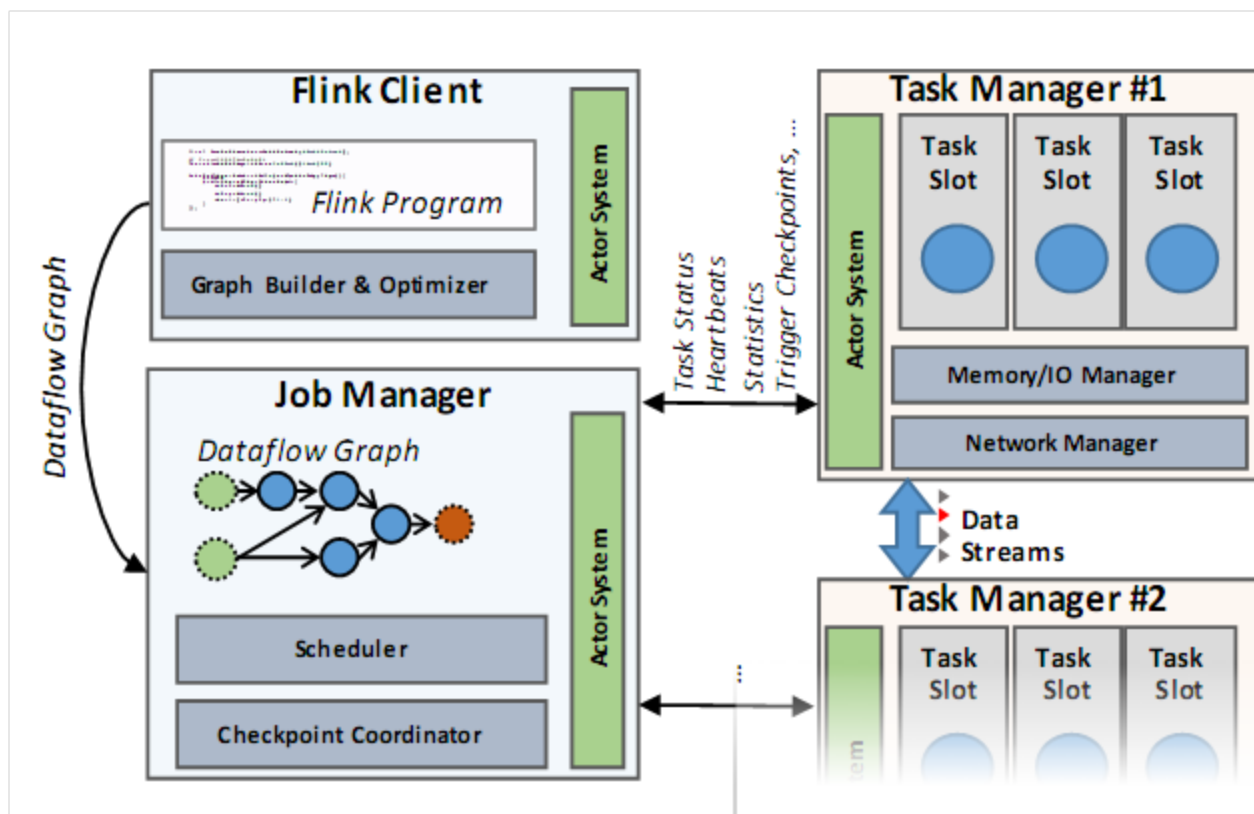 Flink Client
Flink Program
Graph Builder & Optimizer
Actor System
Dataflow Graph
Job Manager
Dataflow Graph
Scheduler
Checkpoint Coordinator
Actor System
Task Status
Heartbeats
Statistics
Trigger Checkpoints, ...
...
Task Manager #1
Actor System
Task
Slot
Task
Slot
Task
Slot
Memory/IO Manager
Network Manager
Data
Streams
Task Manager #2
Task
Slot
Task
Slot
Task
Slot